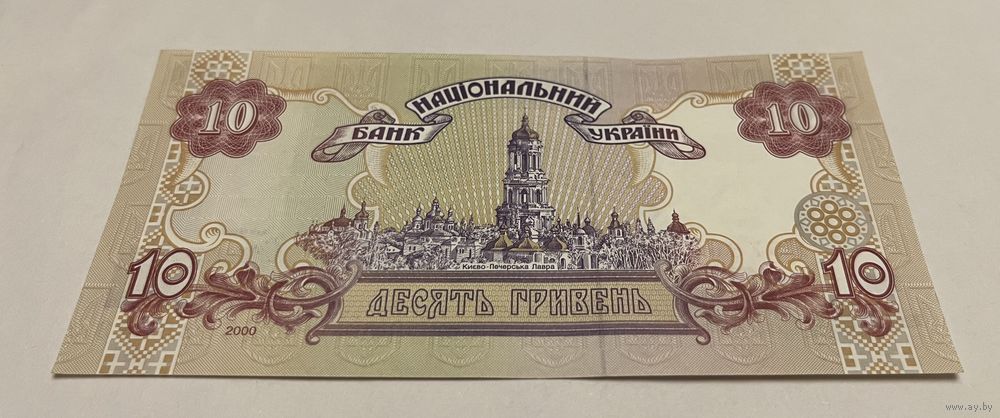 НАЦІОНАЛЬНИЙ
БАНК УКРАЇНИ
10 10
Києво-Печерська Лавра
10 10
ДЕСЯТЬ ГРИВЕНЬ
2000
www.ay.by